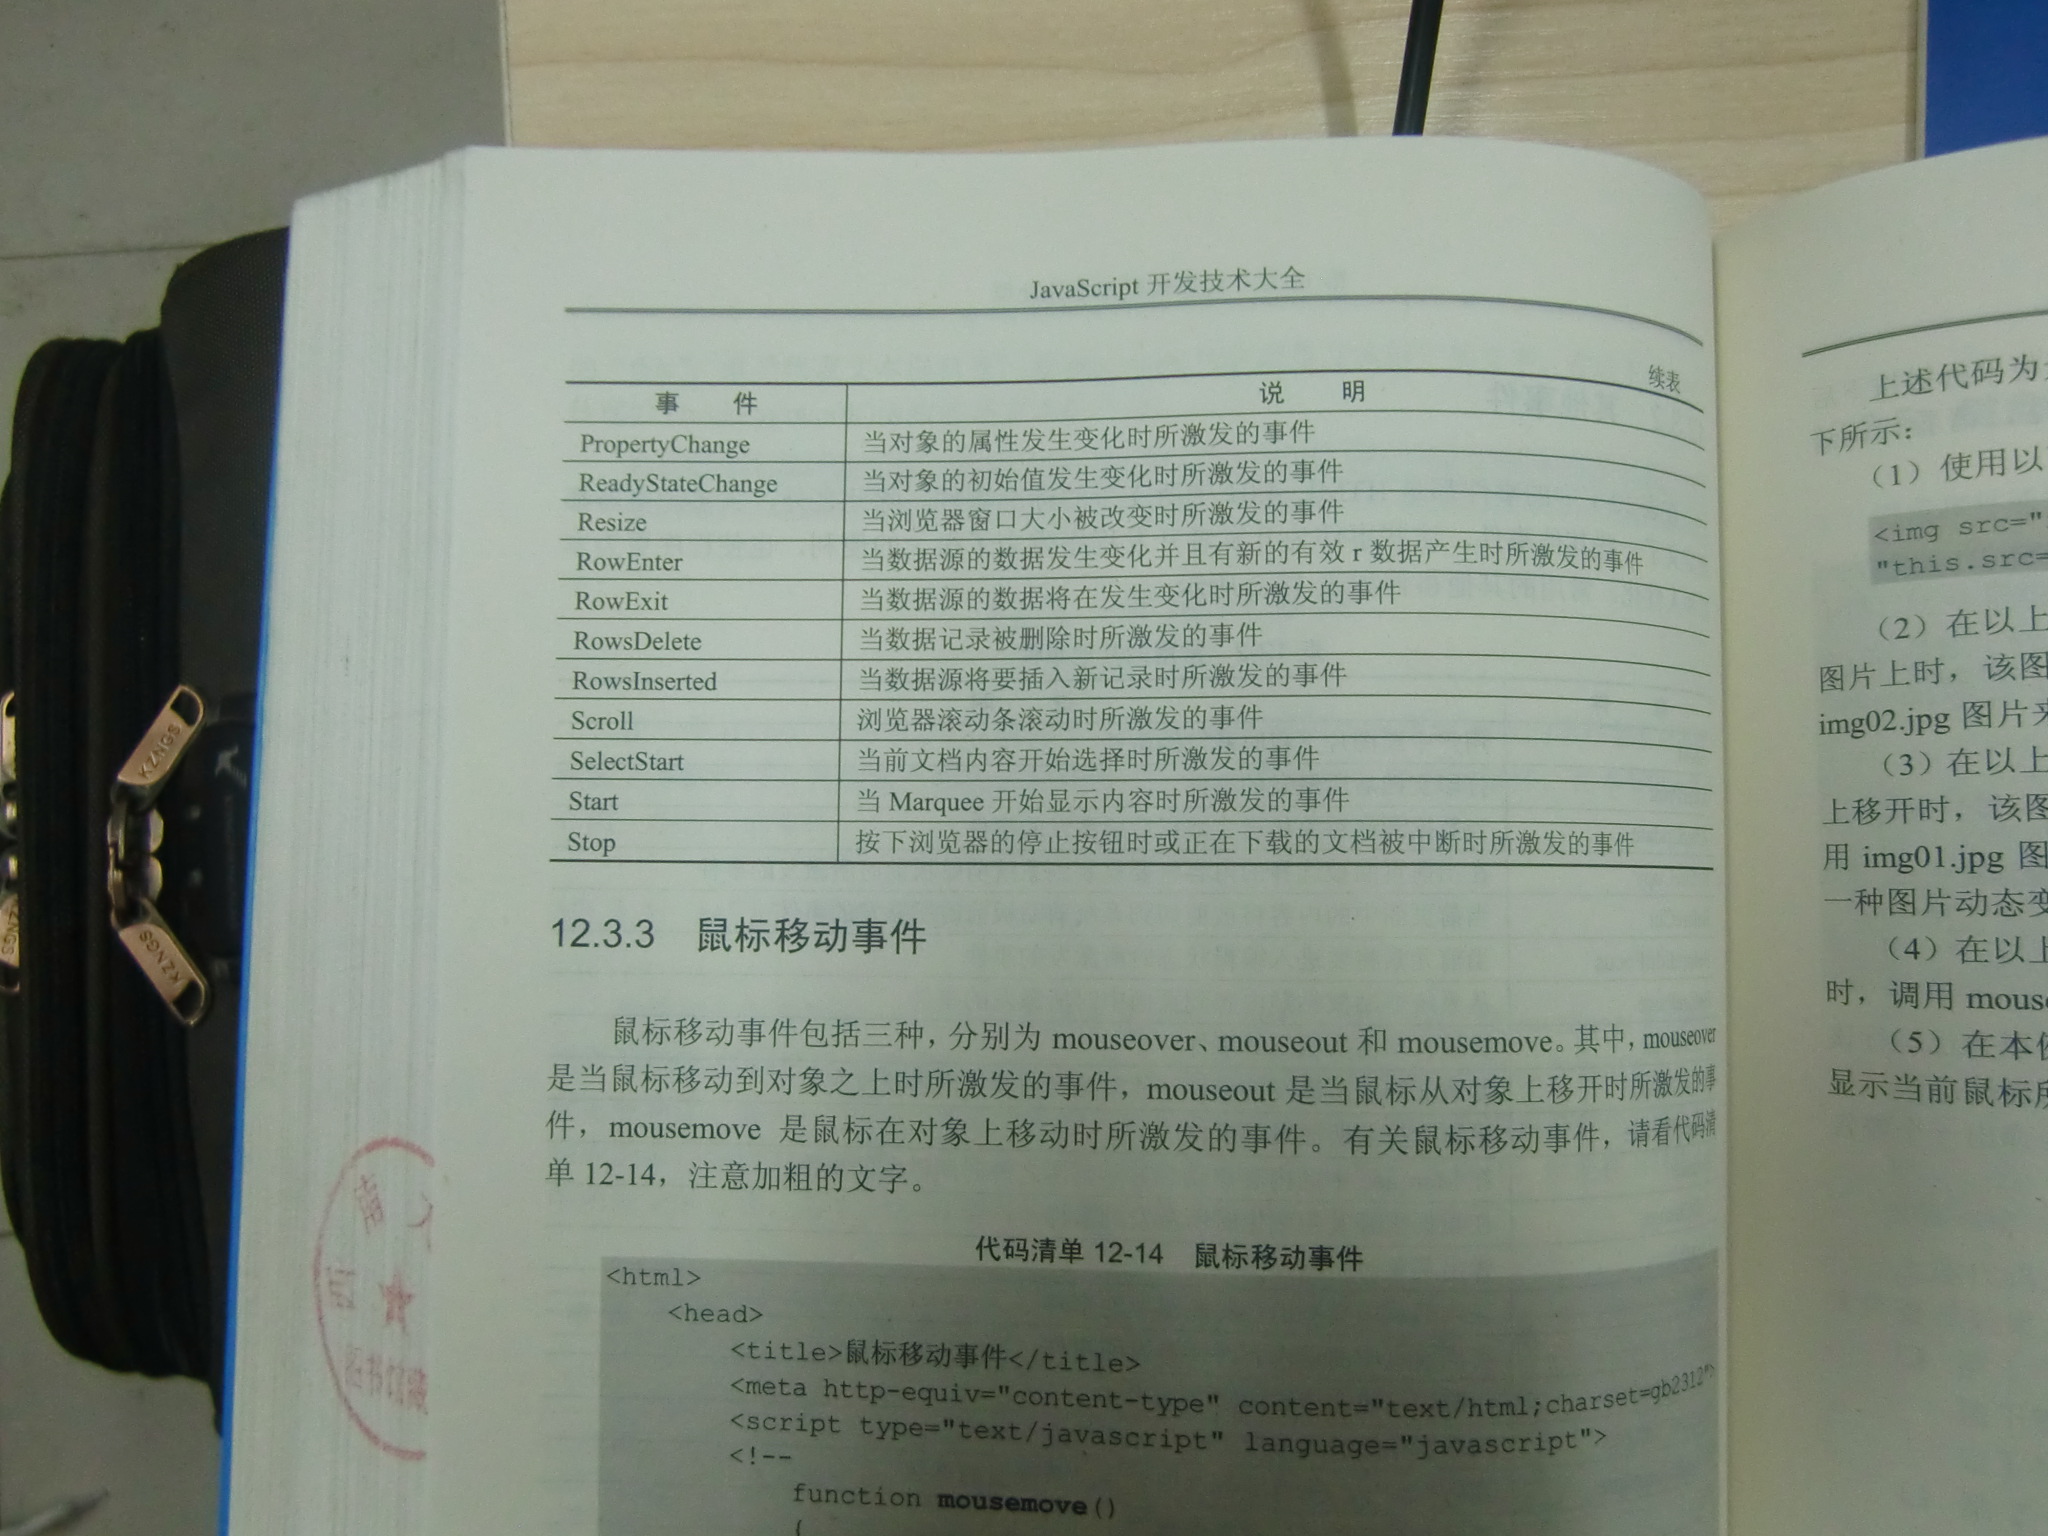 JavaScript 开发技术大全
续表
事 件 说 明
PropertyChange 当对象的属性发生变化时所激发的事件
ReadyStateChange 当对象的初始值发生变化时所激发的事件
Resize 当浏览器窗口大小被改变时所激发的事件
RowEnter 当数据源的数据发生变化并且有新的有效 r 数据产生时所激发的事件
RowExit 当数据源的数据将在发生变化时所激发的事件
RowsDelete 当数据记录被删除时所激发的事件
RowsInserted 当数据源将要插入新记录时所激发的事件
Scroll 浏览器滚动条滚动时所激发的事件
SelectStart 当前文档内容开始选择时所激发的事件
Start 当 Marquee 开始显示内容时所激发的事件
Stop 按下浏览器的停止按钮时或正在下载的文档被中断时所激发的事件
12.3.3 鼠标移动事件
鼠标移动事件包括三种，分别为 mouseover、mouseout 和 mousemove。其中，mouseover
是当鼠标移动到对象之上时所激发的事件，mouseout 是当鼠标从对象上移开时所激发的事
件，mousemove 是鼠标在对象上移动时所激发的事件。有关鼠标移动事件，请看代码清
单 12-14，注意加粗的文字。
代码清单 12-14 鼠标移动事件
<html>
<head>
<title>鼠标移动事件</title>
<meta http-equiv="content-type" content="text/html;charset=gb2312">
<script type="text/javascript" language="javascript">
<!--
function mousemove()
{
上述代码为
下所示：
（1）使用以
<img src="
"this.src=
（2）在以上
图片上时，该图
img02.jpg 图片
（3）在以上
上移开时，该图
用 img01.jpg 图
一种图片动态变
（4）在以上
时，调用 mouse
（5）在本
显示当前鼠标所
KZNGS
KZNGS